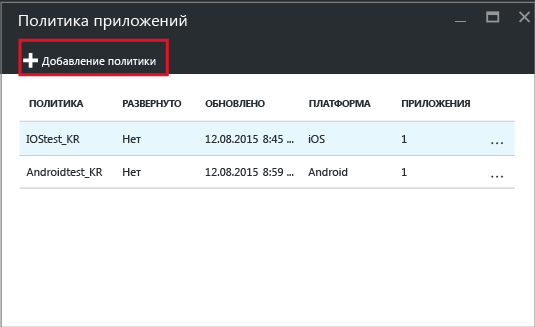 Политика приложений
Добавление политики
ПОЛИТИКА РАЗВЕРНУТО ОБНОВЛЕНО ПЛАТФОРМА ПРИЛОЖЕНИЯ
IOStest_KR Нет 12.08.2015 8:45 ... iOS 1 ...
Androidtest_KR Нет 12.08.2015 8:59 ... Android 1 ...